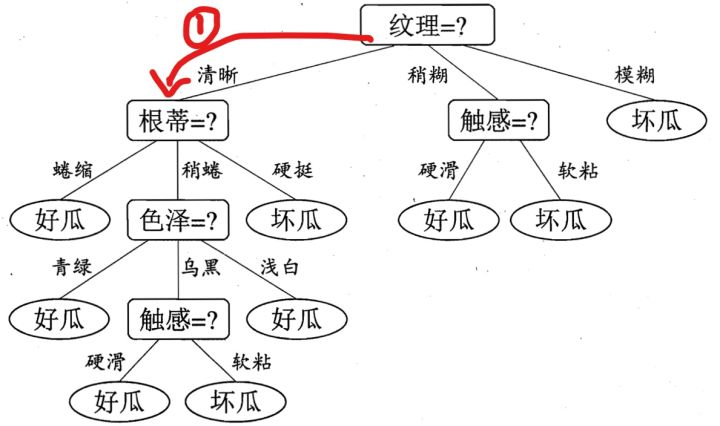 ①
纹理=?
清晰 稍糊 模糊
根蒂=? 触感=? 坏瓜
蜷缩 稍蜷 硬挺 硬滑 软粘
好瓜 色泽=? 坏瓜 好瓜 坏瓜
青绿 乌黑 浅白
好瓜 触感=? 好瓜
硬滑 软粘
好瓜 坏瓜